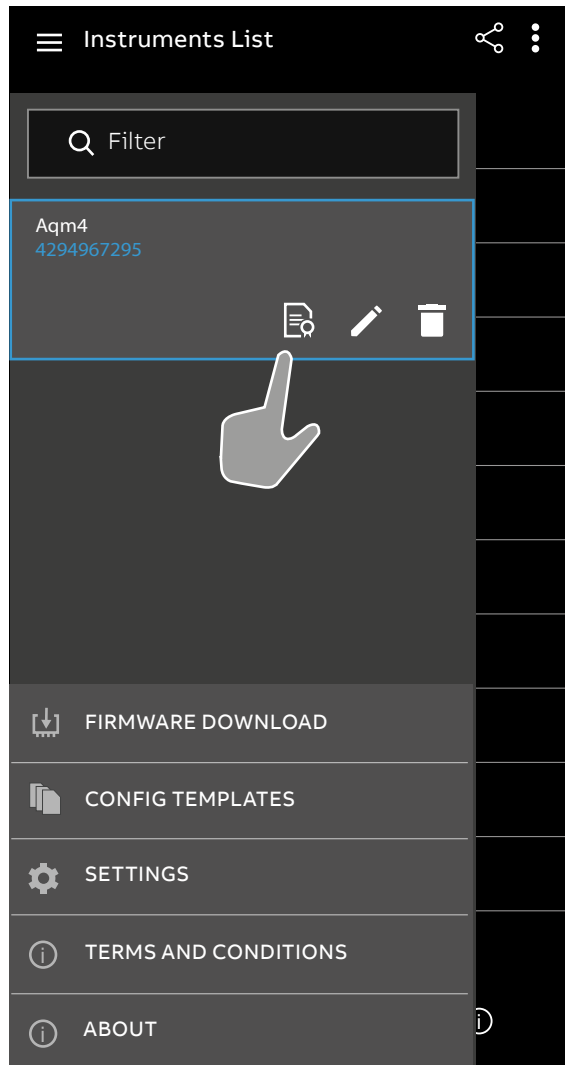 Instruments List
Filter
Aqm4
4294967295
FIRMWARE DOWNLOAD
CONFIG TEMPLATES
SETTINGS
TERMS AND CONDITIONS
ABOUT